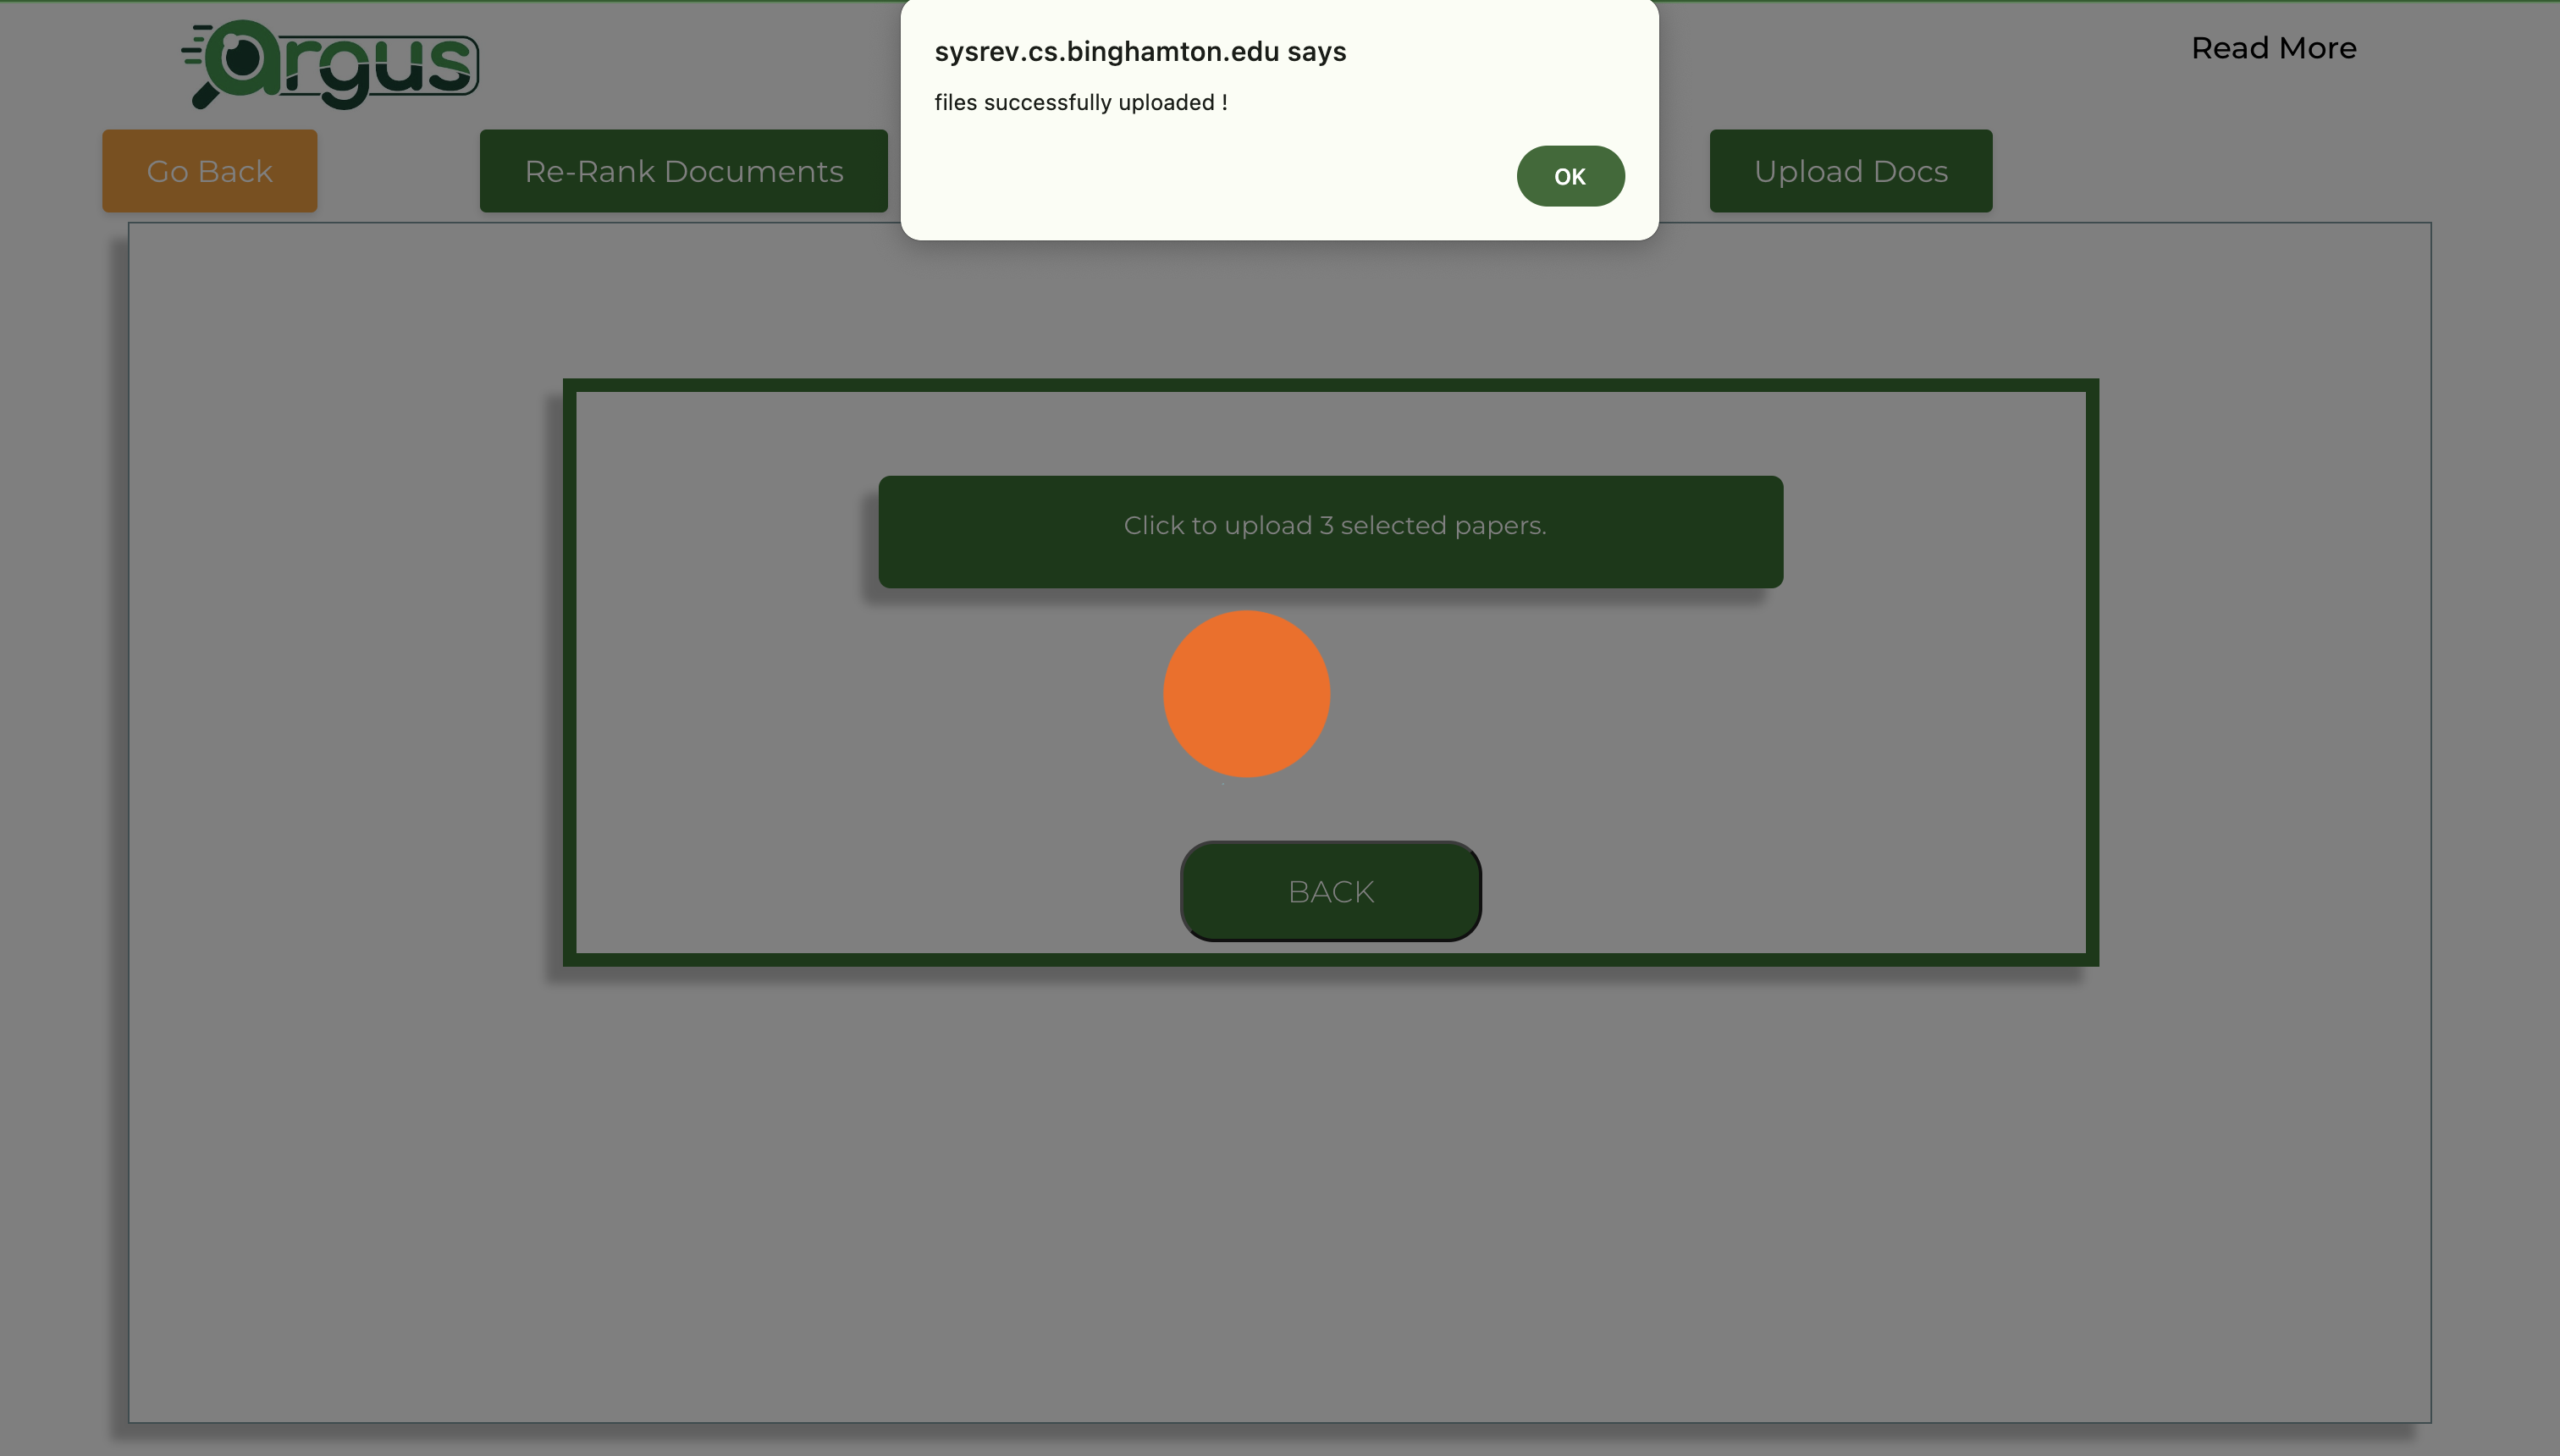 argus
sysrev.cs.binghamton.edu says
files successfully uploaded !
OK
Read More
Go Back
Re-Rank Documents
Upload Docs
Click to upload 3 selected papers.
BACK